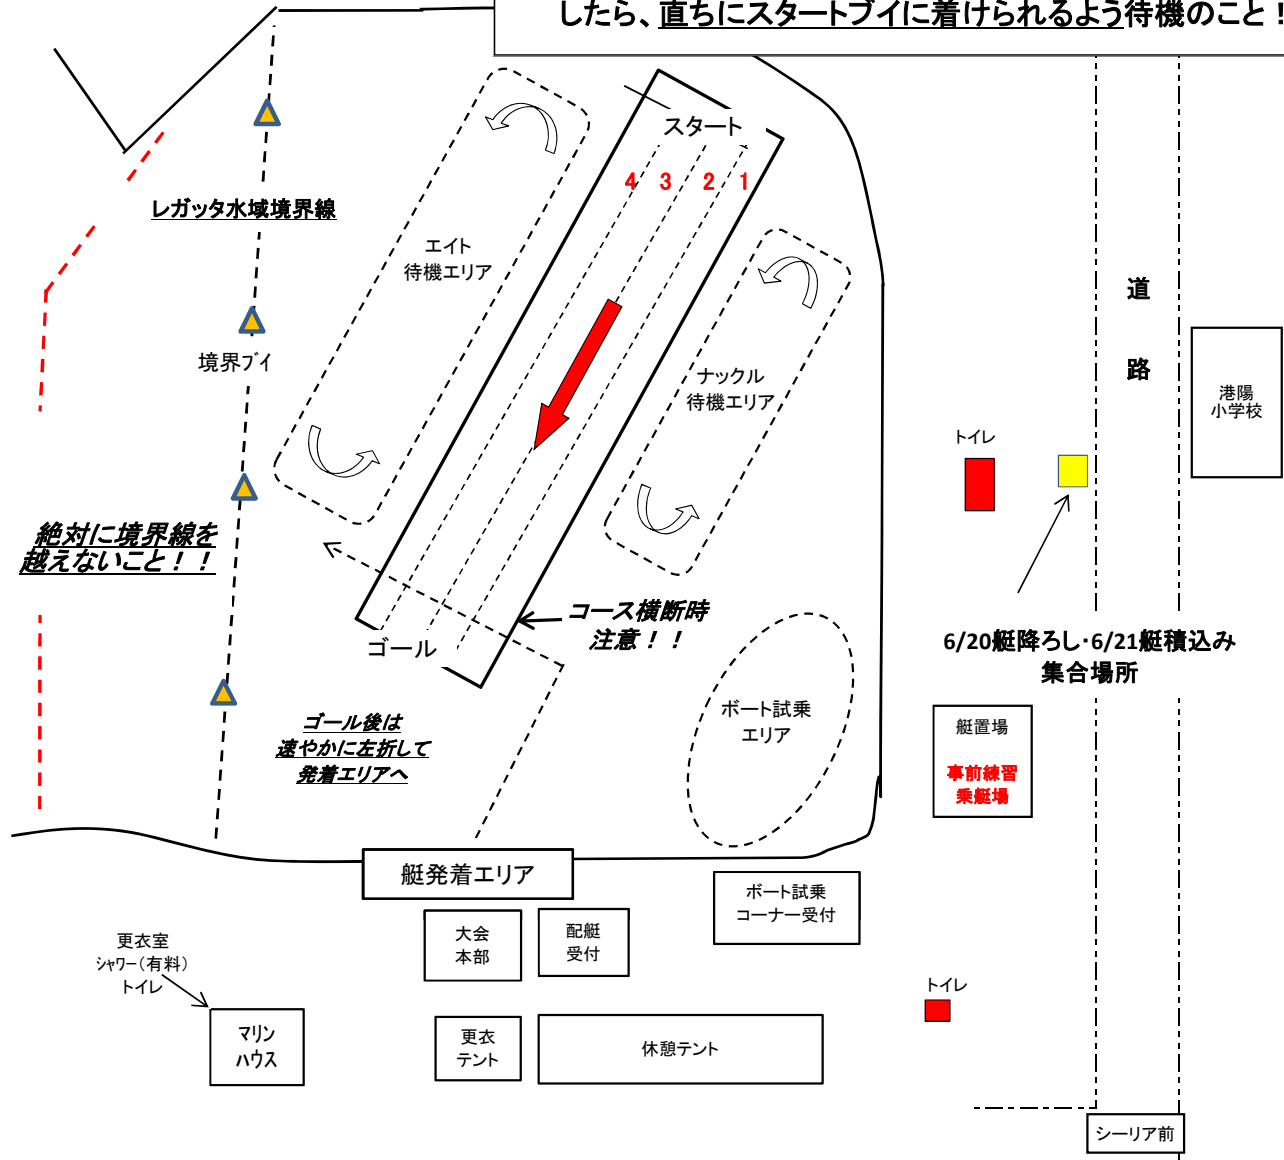 したら、直ちにスタートブイに着けられるよう待機のこと！
スタート
4 3 2 1
レガッタ水域境界線
エイト
待機エリア
道
路
境界ブイ
ナックル
待機エリア
港陽
小学校
トイレ
絶対に境界線を
越えないこと！！
コース横断時
注意！！
ゴール
6/20艇降ろし・6/21艇積込み
集合場所
ボート試乗
エリア
ゴール後は
速やかに左折して
発着エリアへ
艇置場
事前練習
乗艇場
艇発着エリア
ボート試乗
コーナー受付
大会
本部
配艇
受付
更衣室
シャワー（有料）
トイレ
トイレ
マリン
ハウス
更衣
テント
休憩テント
シーリア前